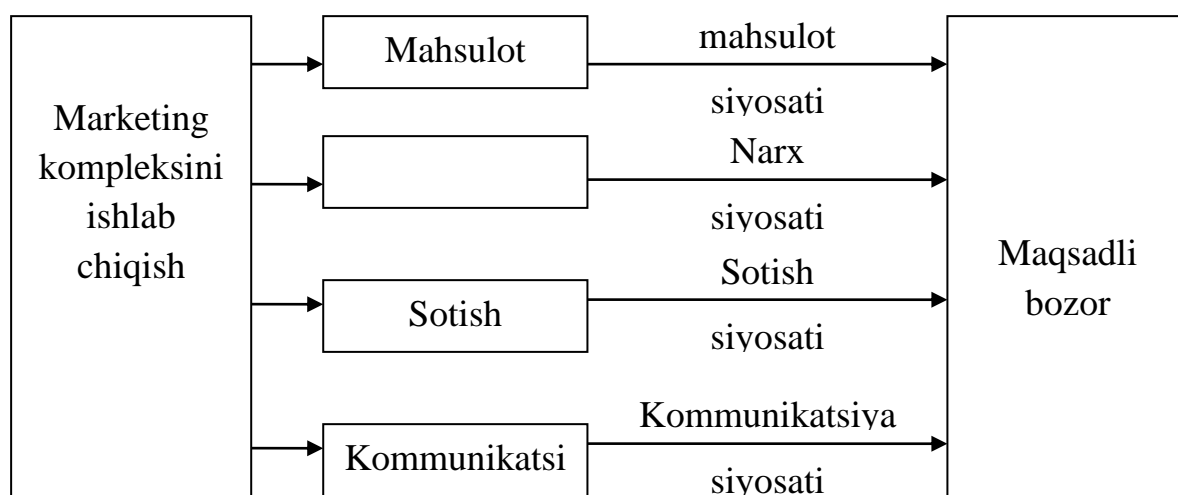 Marketing
kompleksini
ishlab
chiqish
Mahsulot
mahsulot
siyosati
Narx
siyosati
Sotish
Sotish
siyosati
Kommunikatsi
Kommunikatsiya
siyosati
Maqsadli
bozor